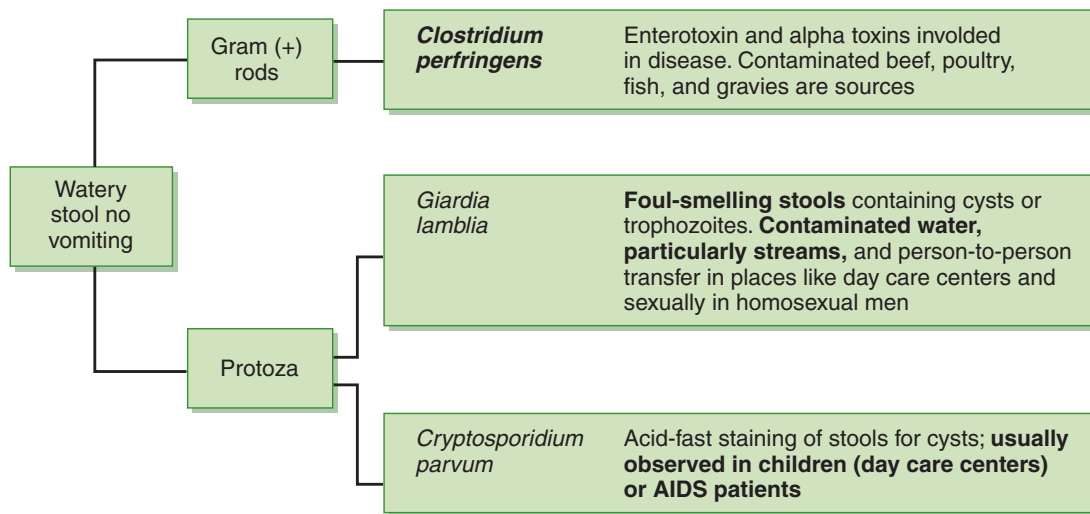 Gram (+)
rods
Clostridium
perfringens
Enterotoxin and alpha toxins involded
in disease. Contaminated beef, poultry,
fish, and gravies are sources
Watery
stool no
vomiting
Giardia
lamblia
Foul-smelling stools containing cysts or
trophozoites. Contaminated water,
particularly streams, and person-to-person
transfer in places like day care centers and
sexually in homosexual men
Protoza
Cryptosporidium
parvum
Acid-fast staining of stools for cysts; usually
observed in children (day care centers)
or AIDS patients